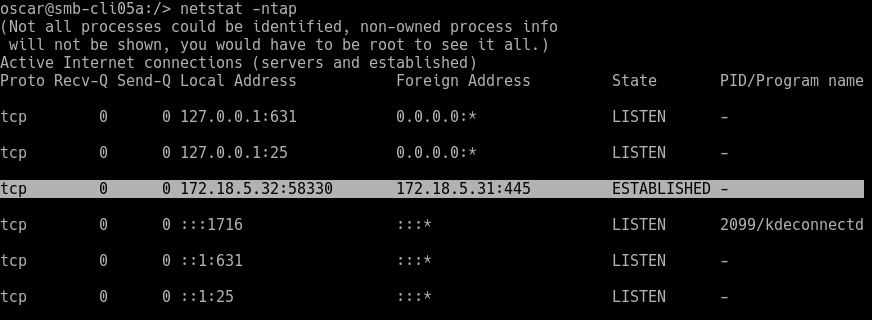 oscar@smb-cli05a:/> netstat -ntap
(Not all processes could be identified, non-owned process info
 will not be shown, you would have to be root to see it all.)
Active Internet connections (servers and established)
Proto Recv-Q Send-Q Local Address           Foreign Address         State       PID/Program name
tcp        0      0 127.0.0.1:631           0.0.0.0:*               LISTEN      -
tcp        0      0 127.0.0.1:25            0.0.0.0:*               LISTEN      -
tcp        0      0 172.18.5.32:58330       172.18.5.31:445         ESTABLISHED -
tcp        0      0 :::1716                 :::*                    LISTEN      2099/kdeconnectd
tcp        0      0 ::1:631                 :::*                    LISTEN      -
tcp        0      0 ::1:25                  :::*                    LISTEN      -